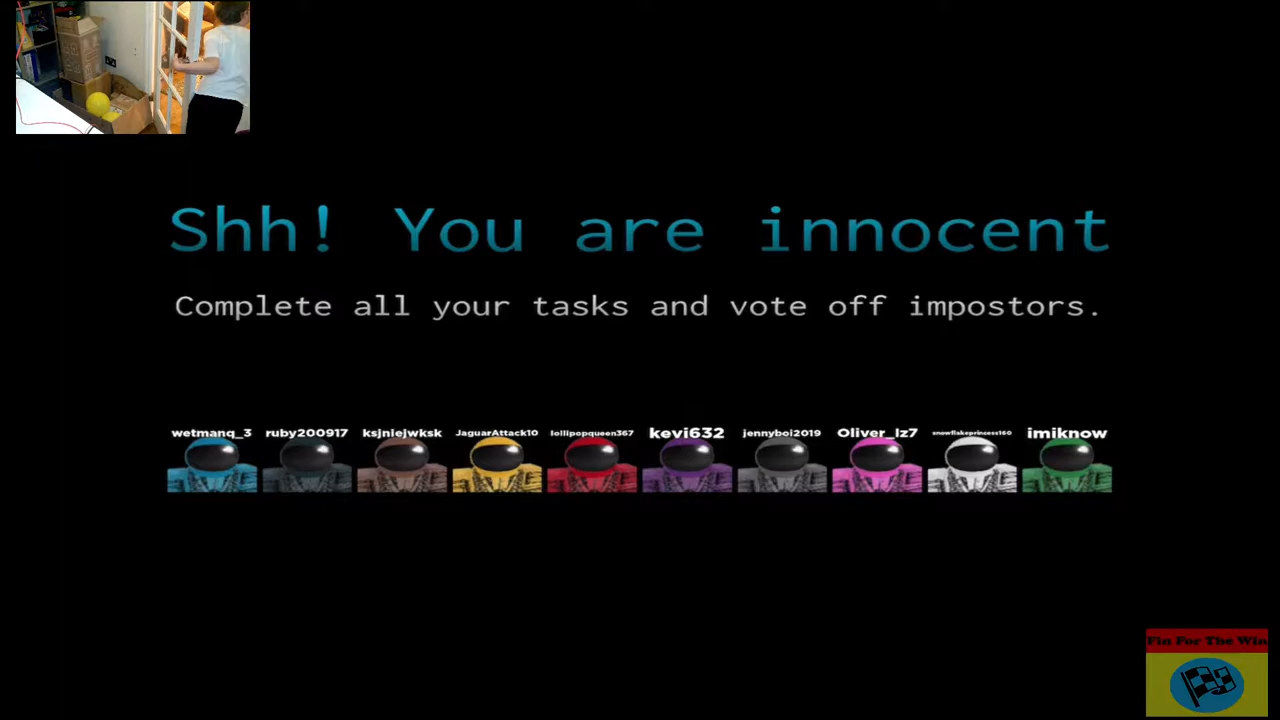 Shh! You are innocent
Complete all your tasks and vote off impostors.
wetmanq_3 ruby200917 ksjniejwksk JaguarAttack10 lollipopqueen367 kevi632 jennyboi2019 Oliver_lz7 snowflakeprincess160 imiknow
Fin For The Win